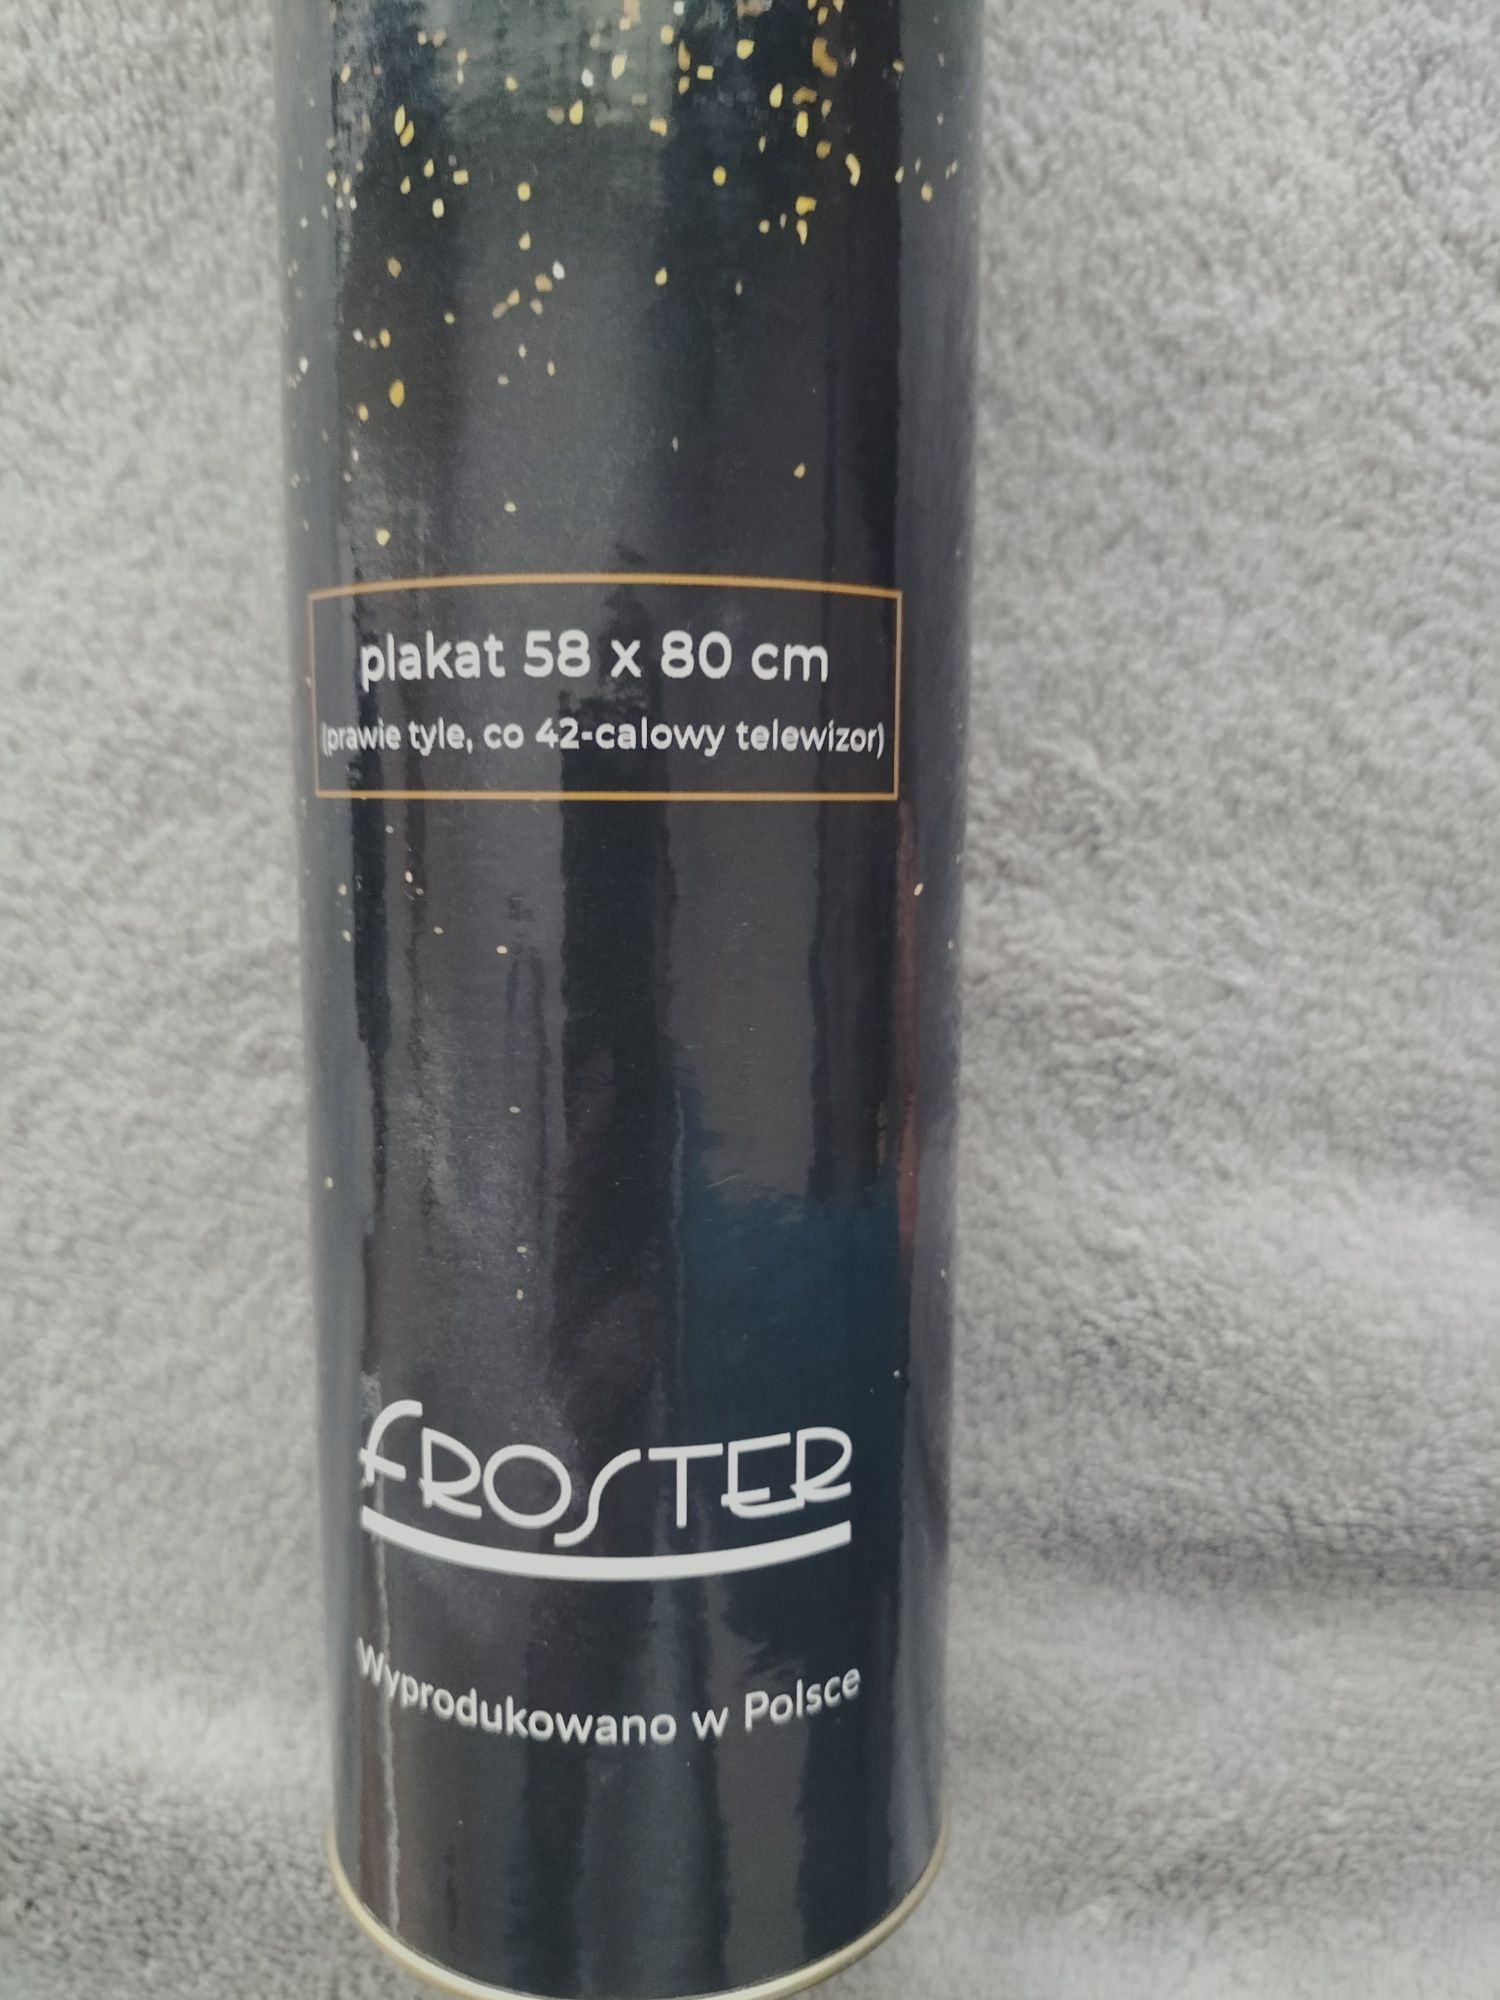 plakat 58 x 80 cm
(prawie tyle, co 42-calowy telewizor)
FROSTER
Wyprodukowano w Polsce